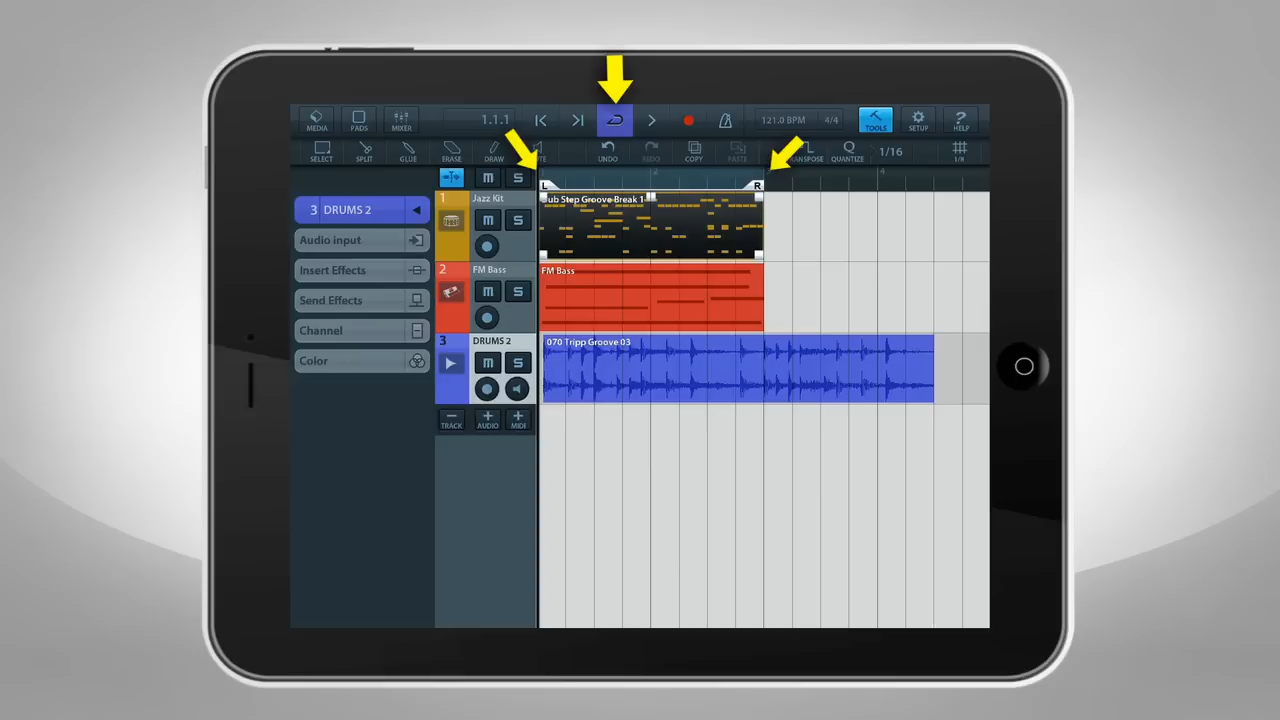 MEDIA PADS MIXER 1.1.1 121.0 BPM 4/4 TOOLS SETUP HELP
SELECT SPLIT GLUE ERASE DRAW UNDO REDO COPY PASTE QUANTIZE 1/16 1/8
M S 2 4
L R
1 Jazz Kit
M S
ub Step Groove Break 1
3 DRUMS 2
Audio input
Insert Effects
Send Effects
Channel
Color
2 FM Bass
M S
FM Bass
3 DRUMS 2
M S
070 Tripp Groove 03
TRACK AUDIO MIDI